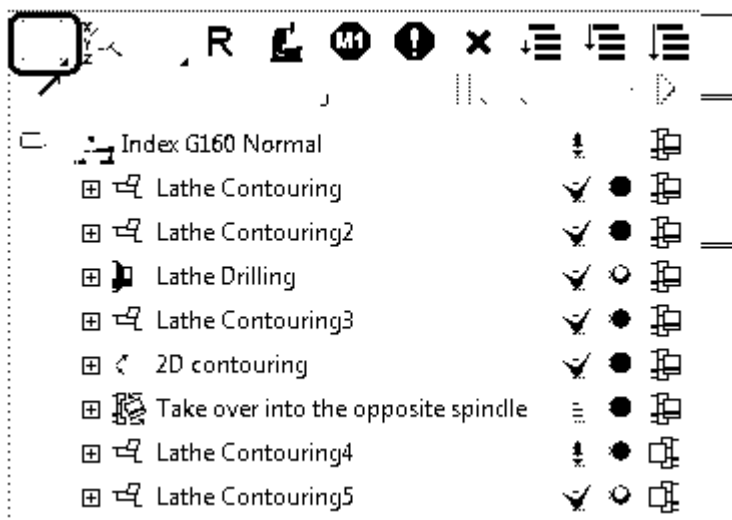 X
Y
Z
R M1
Index G160 Normal
Lathe Contouring
Lathe Contouring2
Lathe Drilling
Lathe Contouring3
2D contouring
Take over into the opposite spindle
Lathe Contouring4
Lathe Contouring5